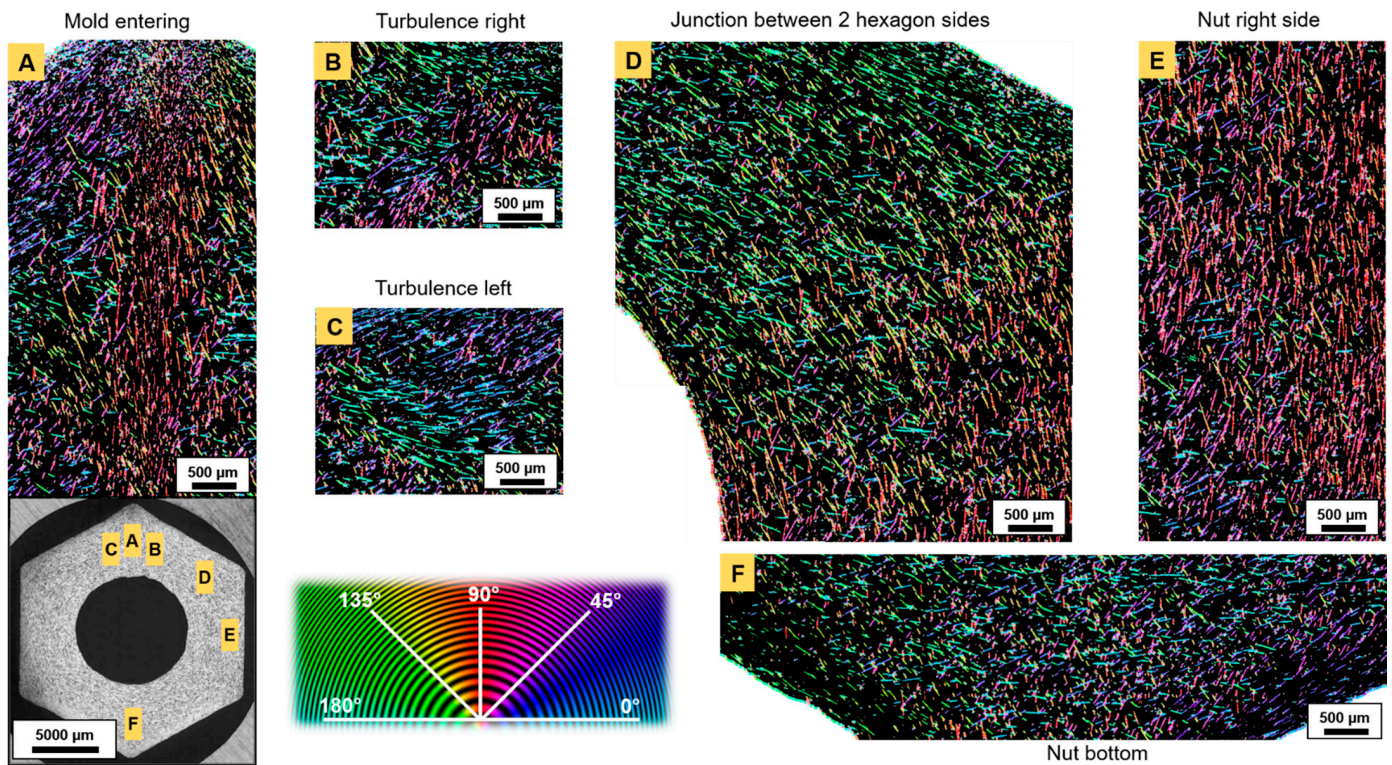 Mold entering
A
500 µm
Turbulence right
B
500 µm
Turbulence left
C
500 µm
Junction between 2 hexagon sides
D
500 µm
Nut right side
E
500 µm
C
A
B
D
E
F
5000 µm
135°
90°
45°
180°
0°
F
500 µm
Nut bottom